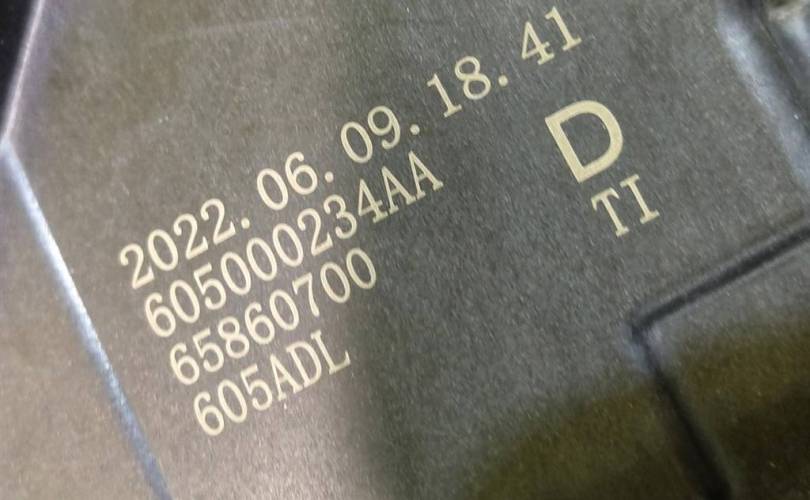 2022. 06. 09. 18. 41
605000234AA
65860700
605ADL
D
TI